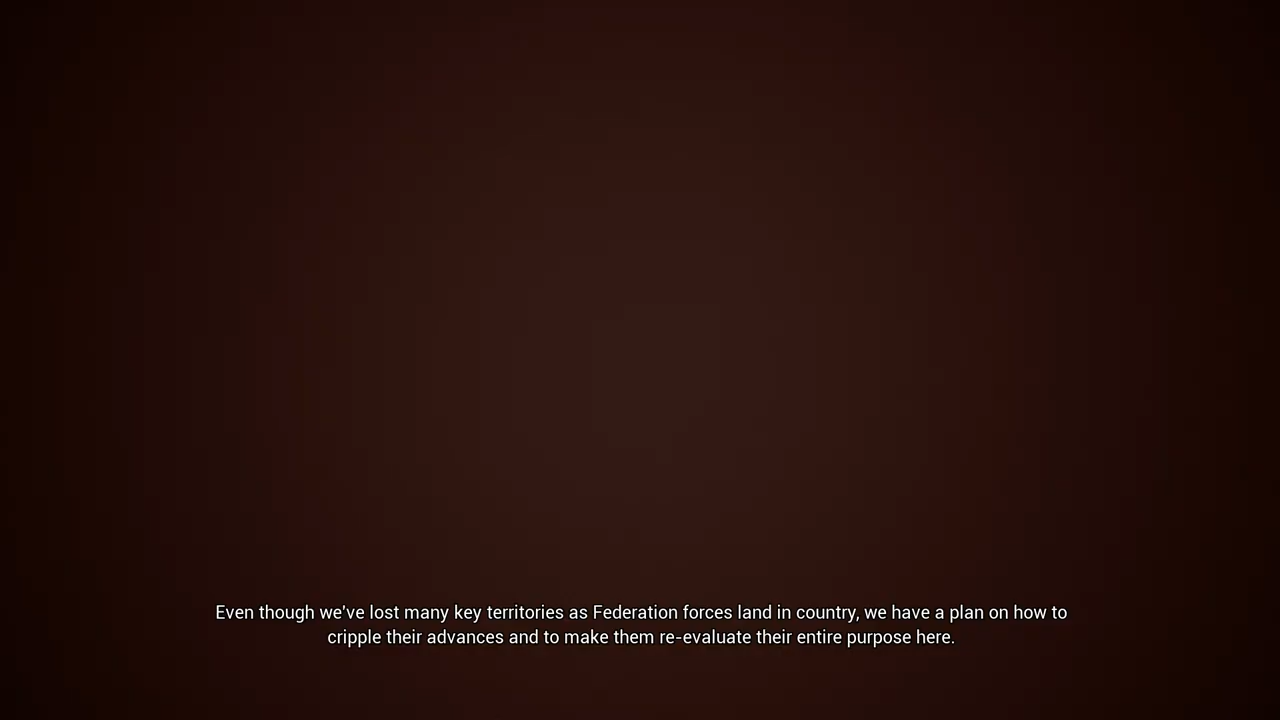 Even though we've lost many key territories as Federation forces land in country, we have a plan on how to
cripple their advances and to make them re-evaluate their entire purpose here.